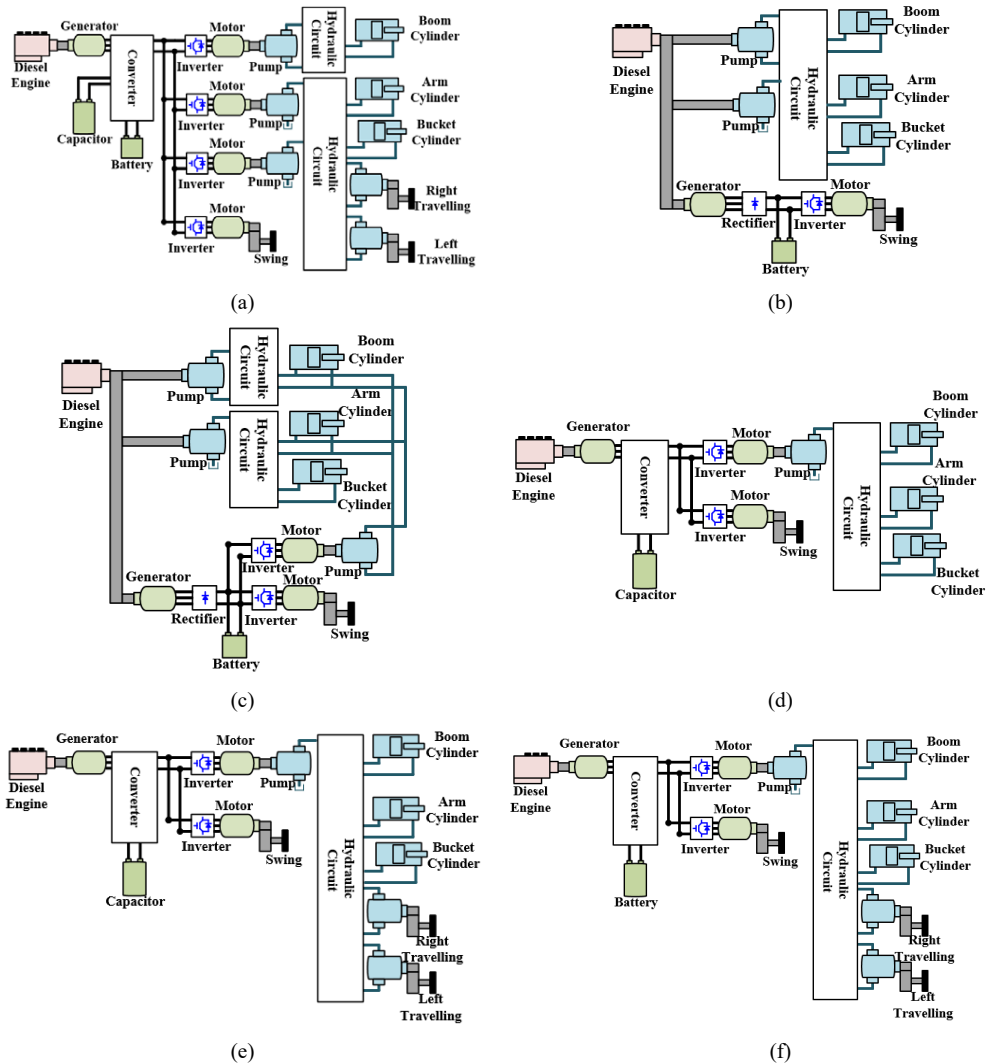 Generator
Diesel
Engine
Converter
Capacitor
Battery
Inverter
Motor
Pump
Hydraulic
Circuit
Boom
Cylinder
Motor
Inverter
Pump
Hydraulic
Circuit
Arm
Cylinder
Bucket
Cylinder
Motor
Inverter
Pump
Right
Travelling
Motor
Inverter
Swing
Left
Travelling
(a)
Diesel
Engine
Pump
Pump
Hydraulic
Circuit
Boom
Cylinder
Arm
Cylinder
Bucket
Cylinder
Generator
Rectifier
Motor
Inverter
Battery
Swing
(b)
Diesel
Engine
Pump
Hydraulic
Circuit
Boom
Cylinder
Pump
Hydraulic
Circuit
Arm
Cylinder
Bucket
Cylinder
Motor
Inverter
Pump
Generator
Rectifier
Motor
Inverter
Swing
Battery
(c)
Generator
Diesel
Engine
Converter
Capacitor
Motor
Inverter
Pump
Inverter
Swing
Hydraulic
Circuit
Boom
Cylinder
Arm
Cylinder
Bucket
Cylinder
(d)
Generator
Diesel
Engine
Converter
Capacitor
Motor
Inverter
Pump
Motor
Inverter
Swing
Hydraulic
Circuit
Boom
Cylinder
Arm
Cylinder
Bucket
Cylinder
Right
Travelling
Left
Travelling
(e)
Generator
Diesel
Engine
Converter
Battery
Motor
Inverter
Pump
Motor
Inverter
Swing
Hydraulic
Circuit
Boom
Cylinder
Arm
Cylinder
Bucket
Cylinder
Right
Travelling
Left
Travelling
(f)